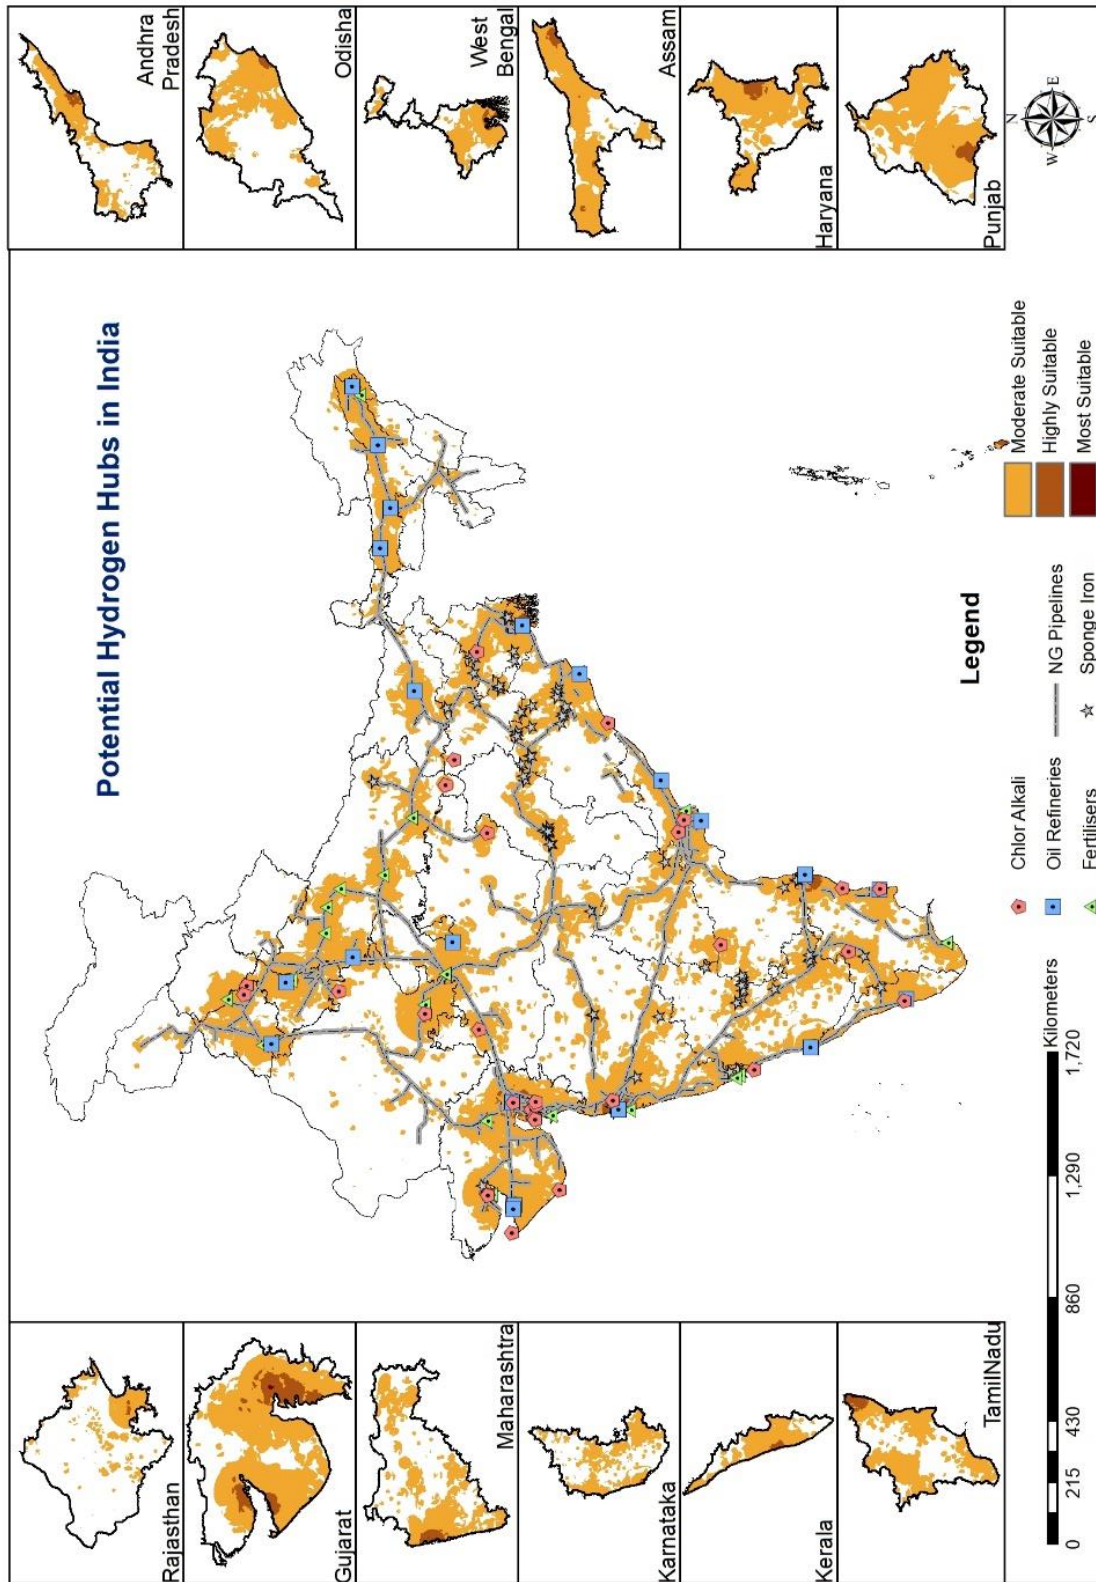 Potential Hydrogen Hubs in India
Rajasthan
Gujarat
Maharashtra
Karnataka
Kerala
TamilNadu
Andhra
Pradesh
Odisha
West
Bengal
Assam
Haryana
Punjab
N
W
E
S
Legend
Chlor Alkali
Oil Refineries
Fertilisers
NG Pipelines
Sponge Iron
Moderate Suitable
Highly Suitable
Most Suitable
0 215 430 860 1,290 1,720
Kilometers